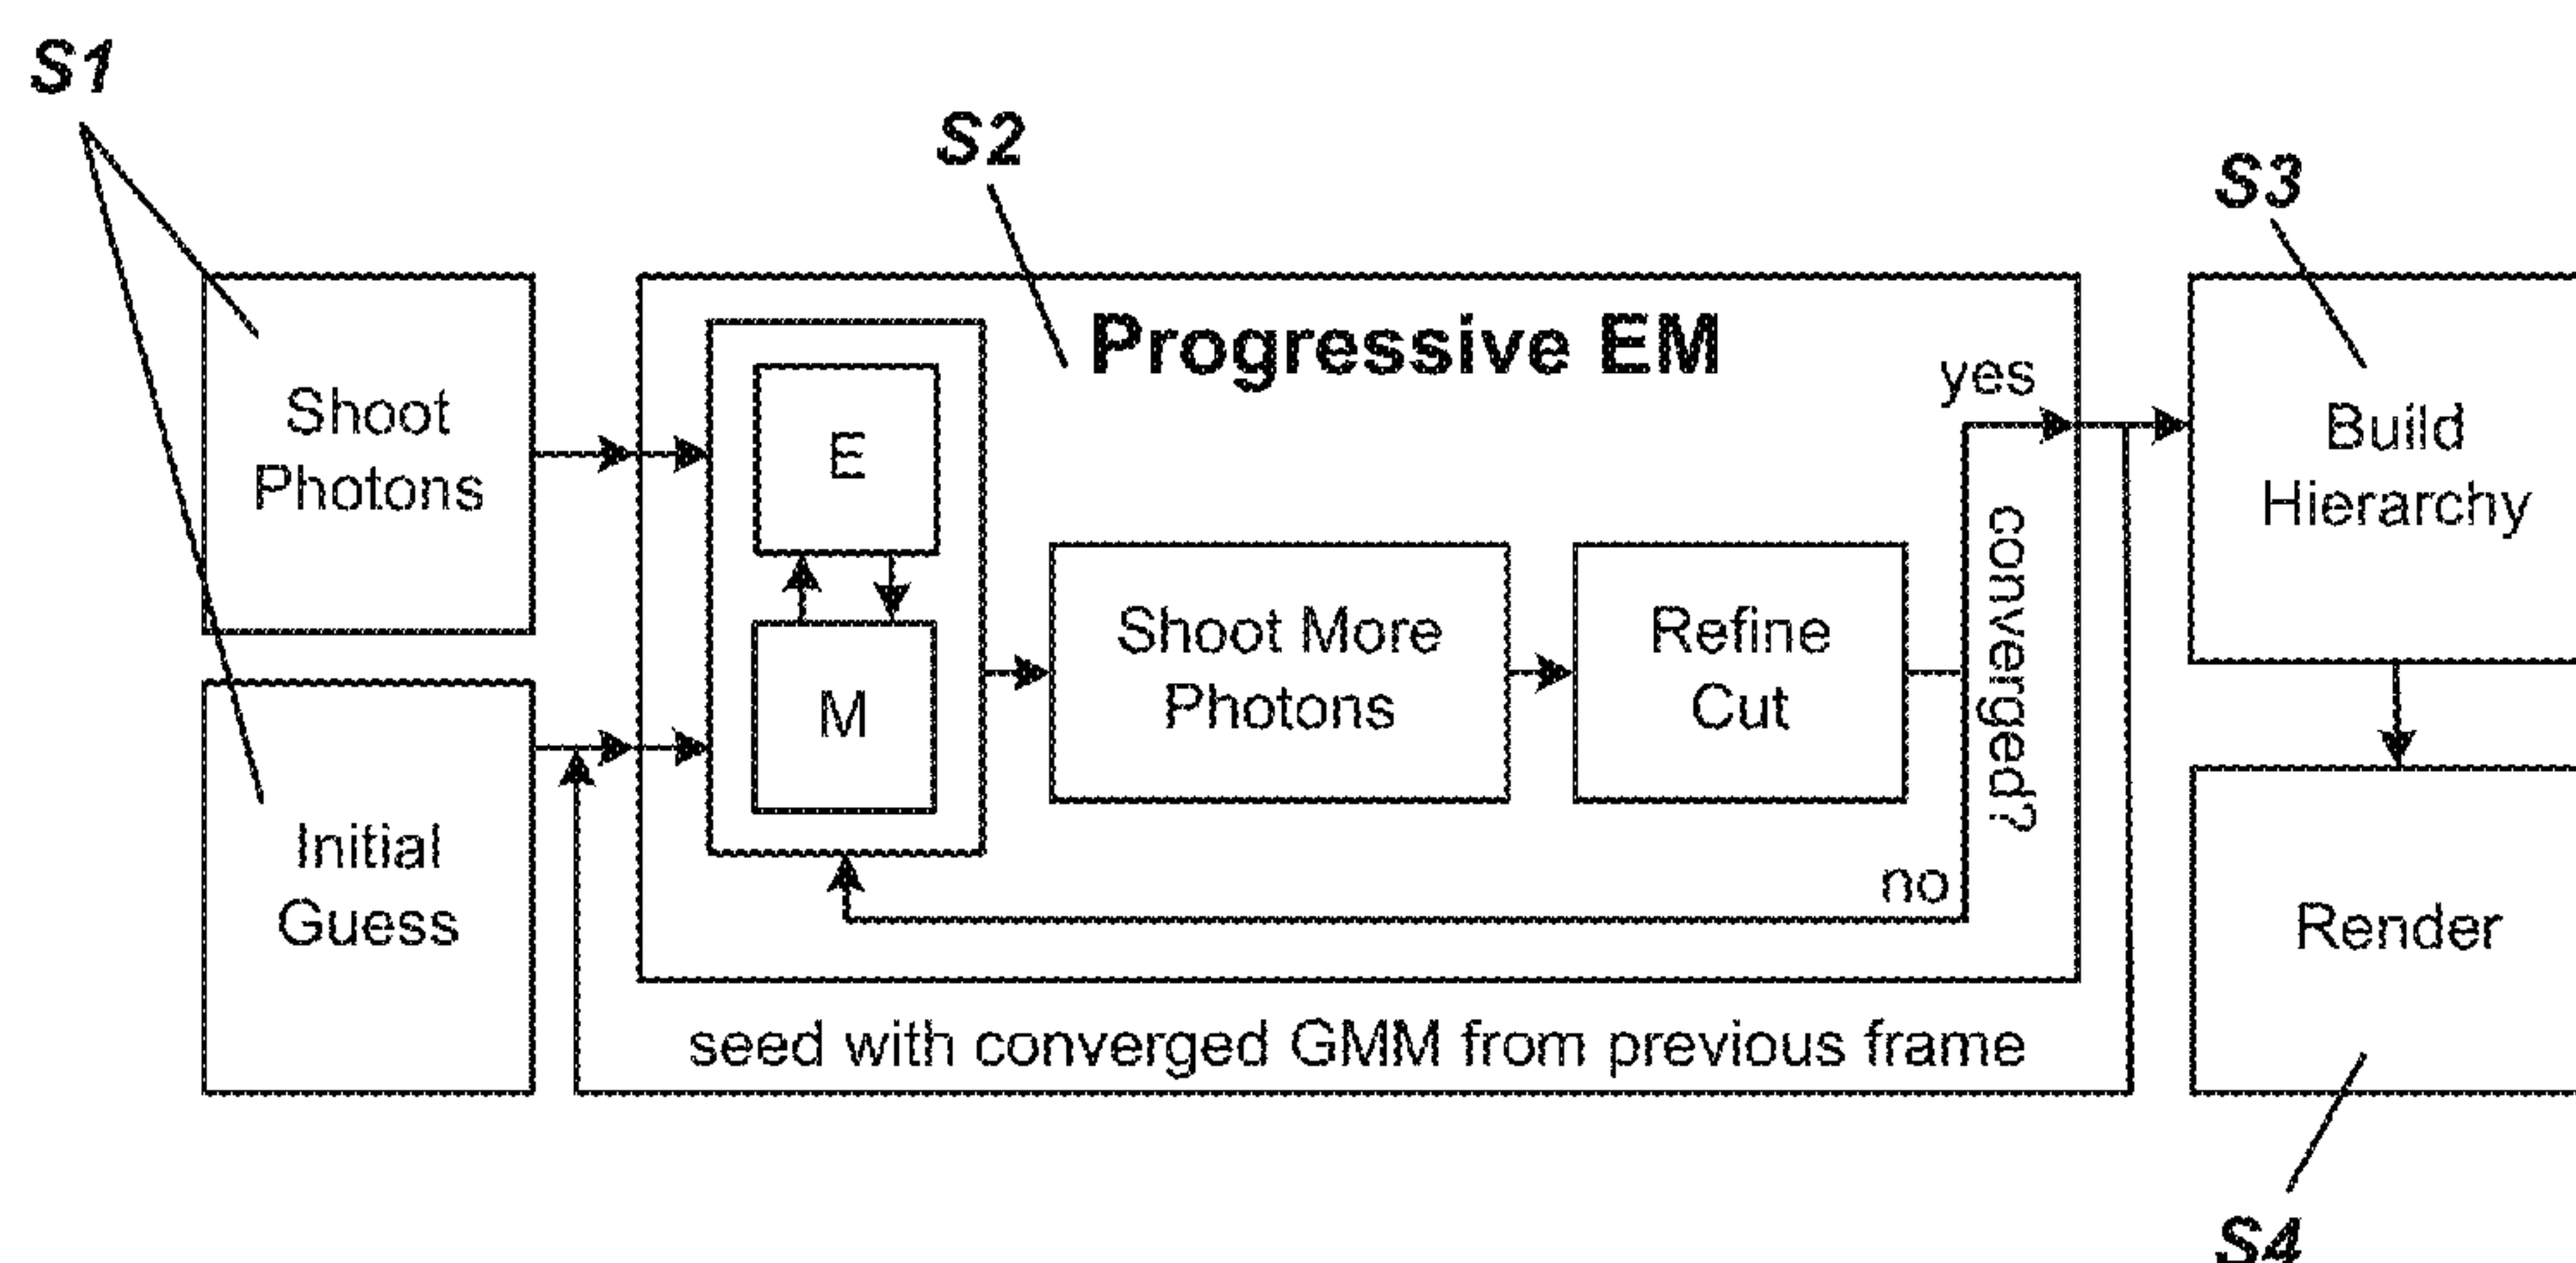 S1
S2
S3
Progressive EM
yes
Shoot
Photons
E
Build
Hierarchy
converged?
Shoot More
Photons
Refine
Cut
M
Initial
Guess
no
Render
seed with converged GMM from previous frame
S4